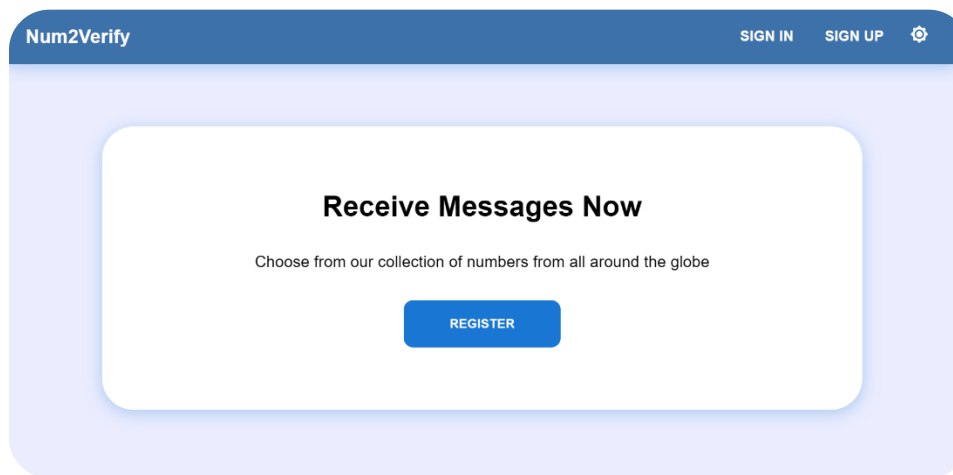 Num2Verify
SIGN IN
SIGN UP
Receive Messages Now
Choose from our collection of numbers from all around the globe
REGISTER